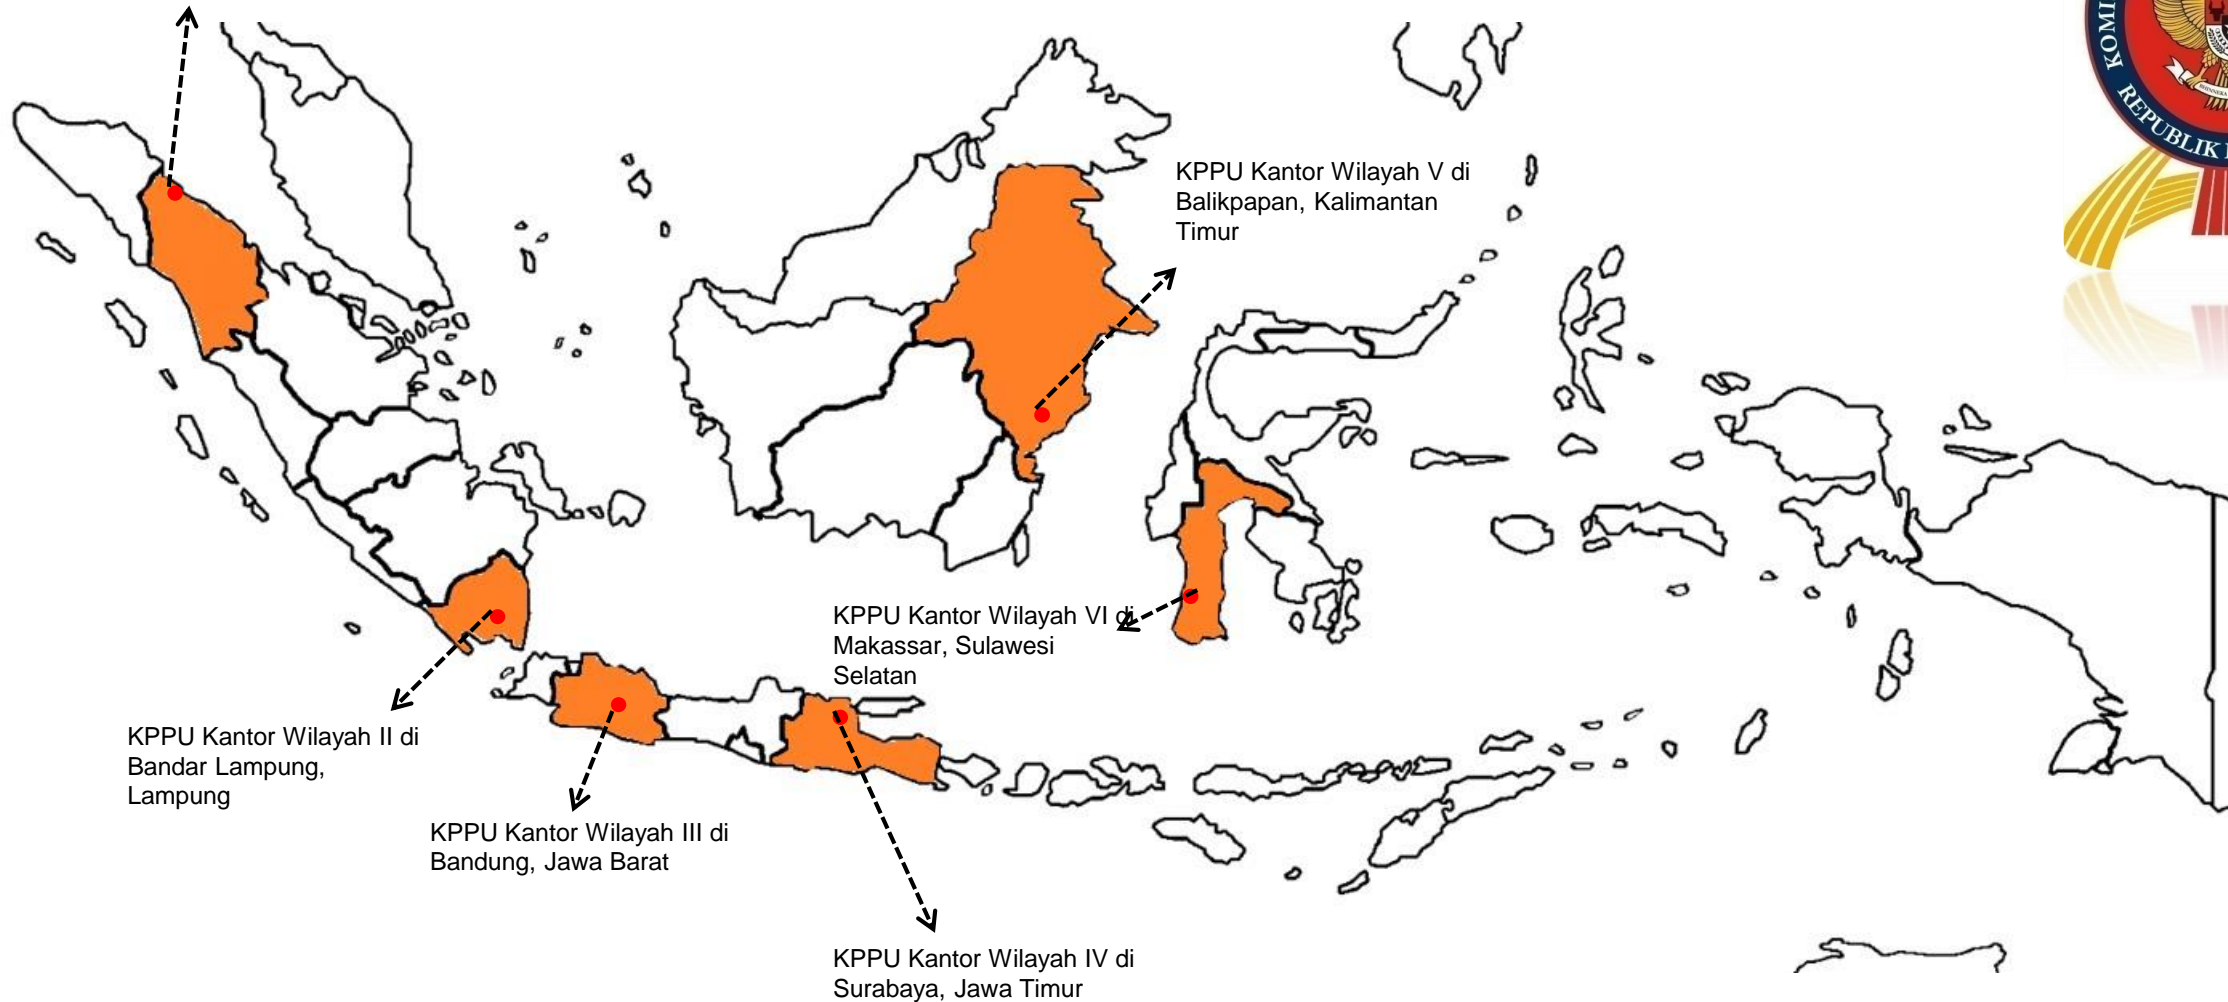 KOMI
REPUBLIK
KPPU Kantor Wilayah V di
Balikpapan, Kalimantan
Timur
KPPU Kantor Wilayah VI di
Makassar, Sulawesi
Selatan
KPPU Kantor Wilayah II di
Bandar Lampung,
Lampung
KPPU Kantor Wilayah III di
Bandung, Jawa Barat
KPPU Kantor Wilayah IV di
Surabaya, Jawa Timur